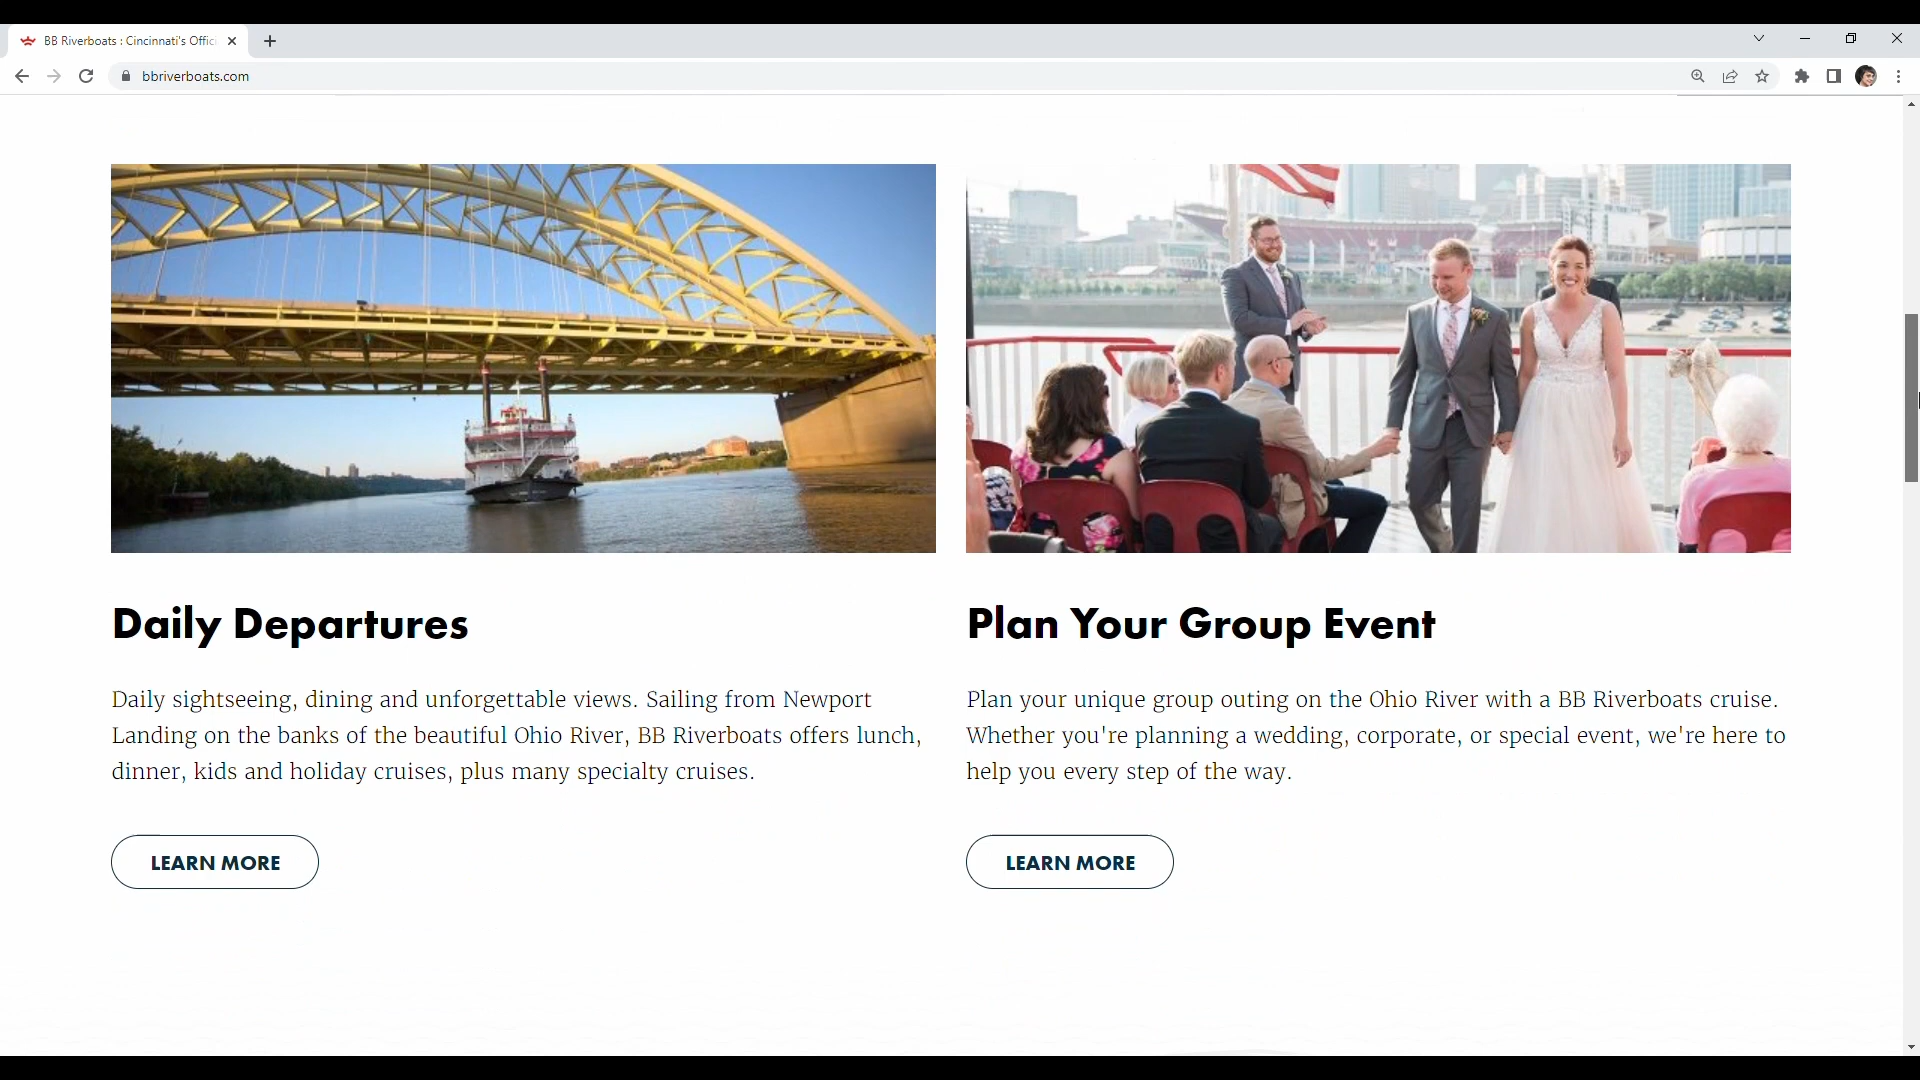 BB Riverboats : Cincinnati's Offic
bbriverboats.com
Daily Departures
Daily sightseeing, dining and unforgettable views. Sailing from Newport
Landing on the banks of the beautiful Ohio River, BB Riverboats offers lunch,
dinner, kids and holiday cruises, plus many specialty cruises.
LEARN MORE
Plan Your Group Event
Plan your unique group outing on the Ohio River with a BB Riverboats cruise.
Whether you're planning a wedding, corporate, or special event, we're here to
help you every step of the way.
LEARN MORE